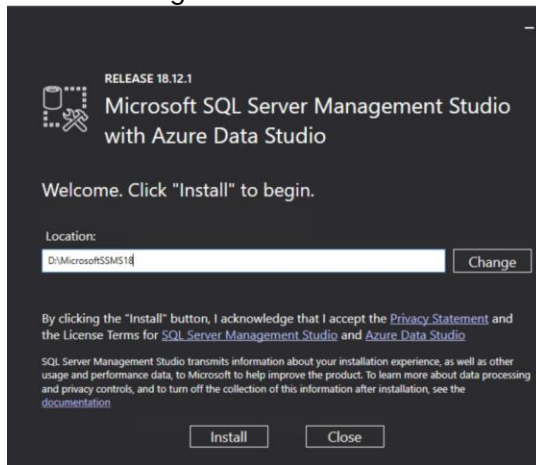 RELEASE 18.12.1
Microsoft SQL Server Management Studio
with Azure Data Studio
Welcome. Click "Install" to begin.
Location:
D:\MicrosoftSSMS18
Change
By clicking the "Install" button, I acknowledge that I accept the Privacy Statement and
the License Terms for SQL Server Management Studio and Azure Data Studio
SQL Server Management Studio transmits information about your installation experience, as well as other
usage and performance data, to Microsoft to help improve the product. To learn more about data processing
and privacy controls, and to turn off the collection of this information after installation, see the
documentation
Install Close